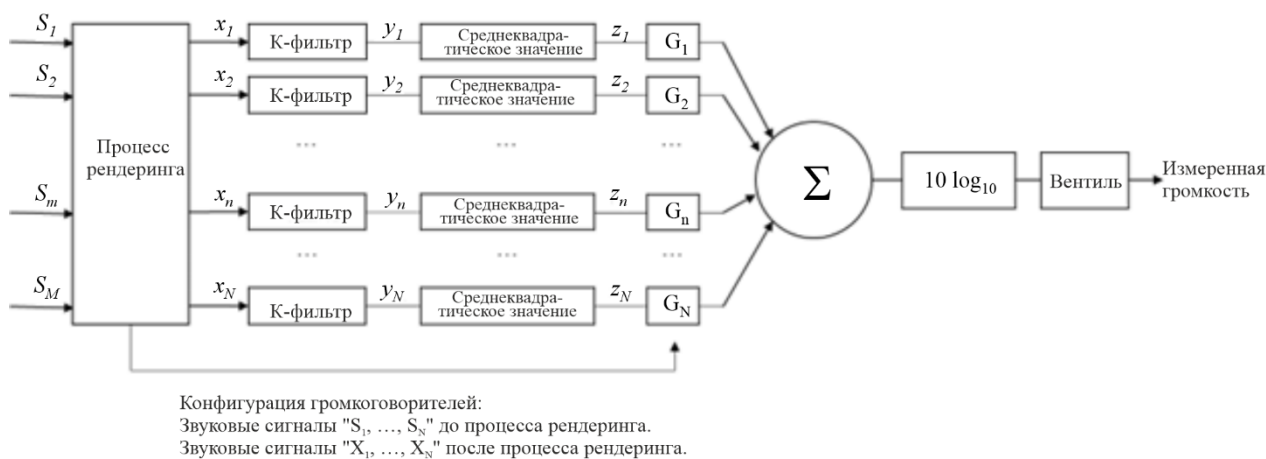 S1 x1 К-фильтр y1 Среднеквадра-
тическое значение z1 G1
S2 x2 К-фильтр y2 Среднеквадра-
тическое значение z2 G2
... ... ...
Процесс
рендеринга
Σ 10 log10 Вентиль Измеренная
громкость
Sm xn К-фильтр yn Среднеквадра-
тическое значение zn Gn
... ... ...
SM xN К-фильтр yN Среднеквадра-
тическое значение zN GN
Конфигурация громкоговорителей:
Звуковые сигналы "S1, …, SN" до процесса рендеринга.
Звуковые сигналы "X1, …, XN" после процесса рендеринга.